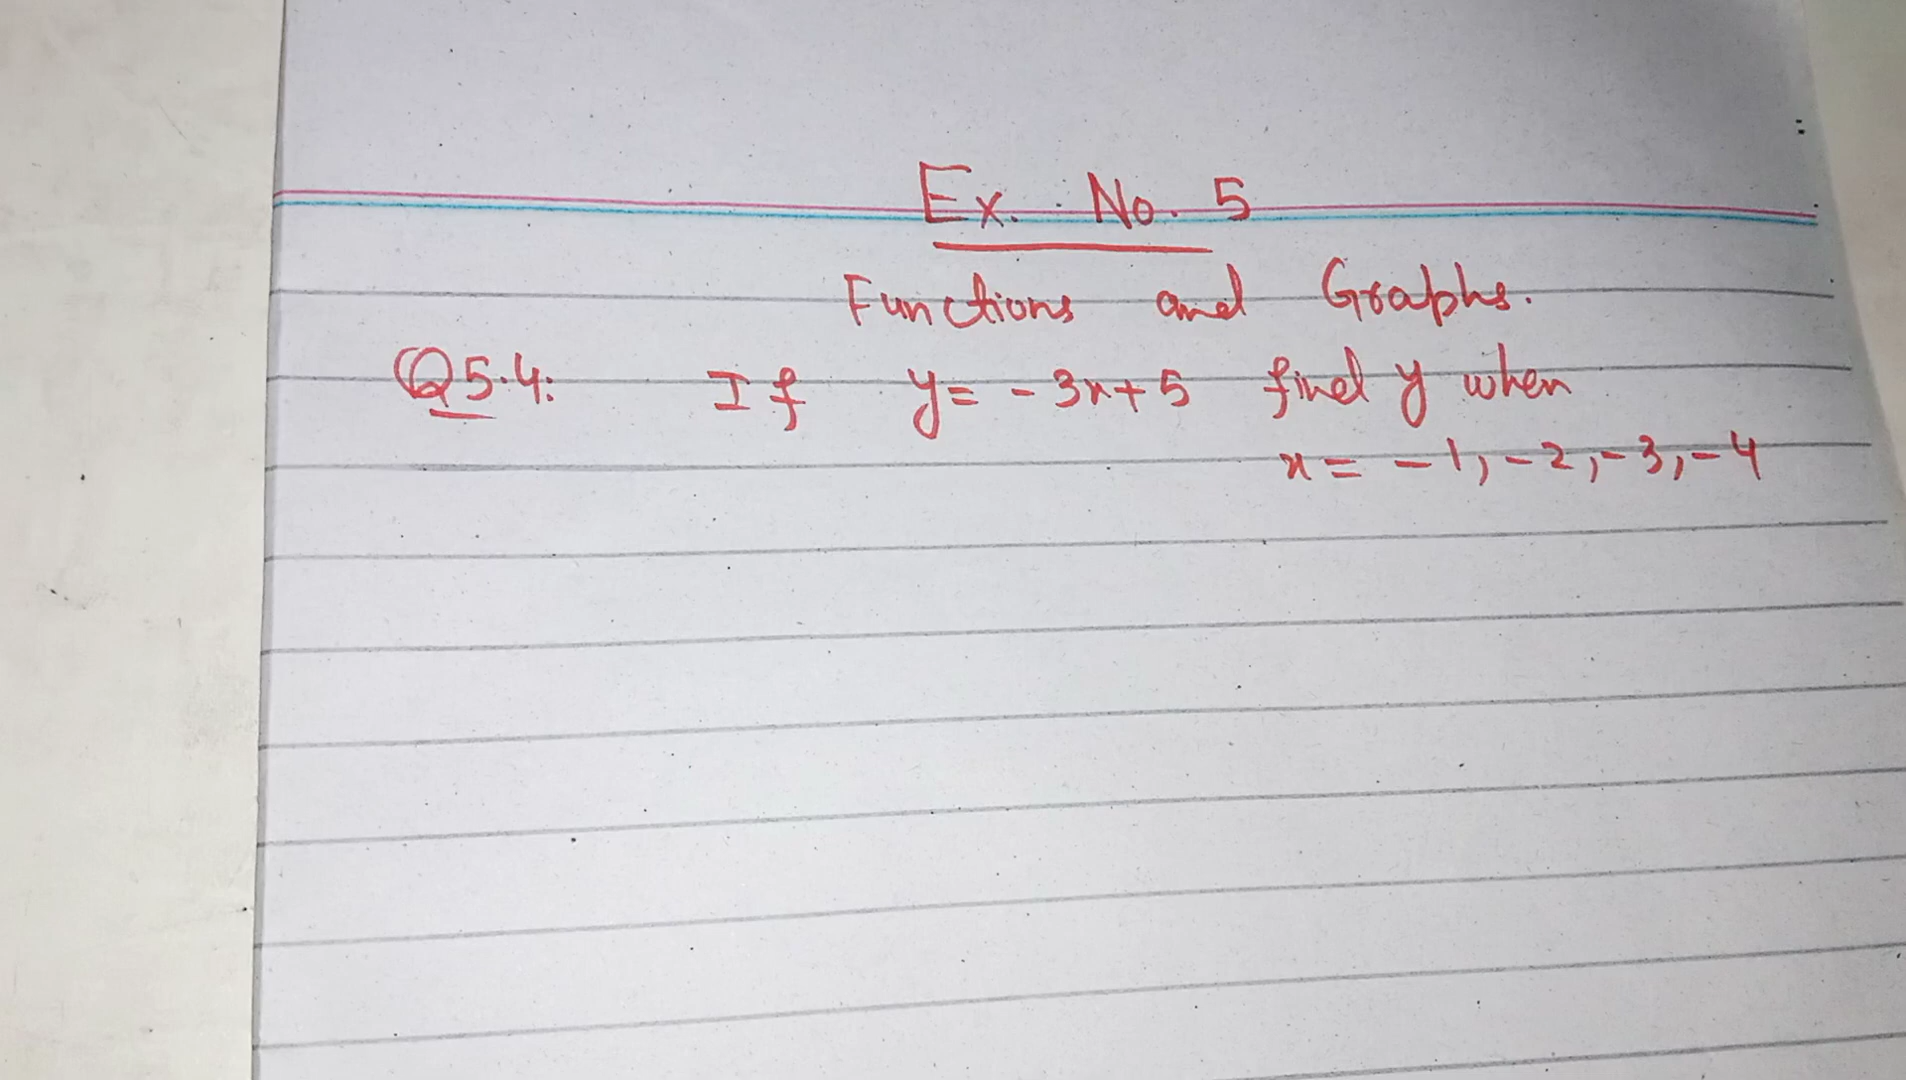 Ex. No. 5
Functions and Graphs.
Q5.4: If y = -3x+5 find y when
x = -1, -2, -3, -4